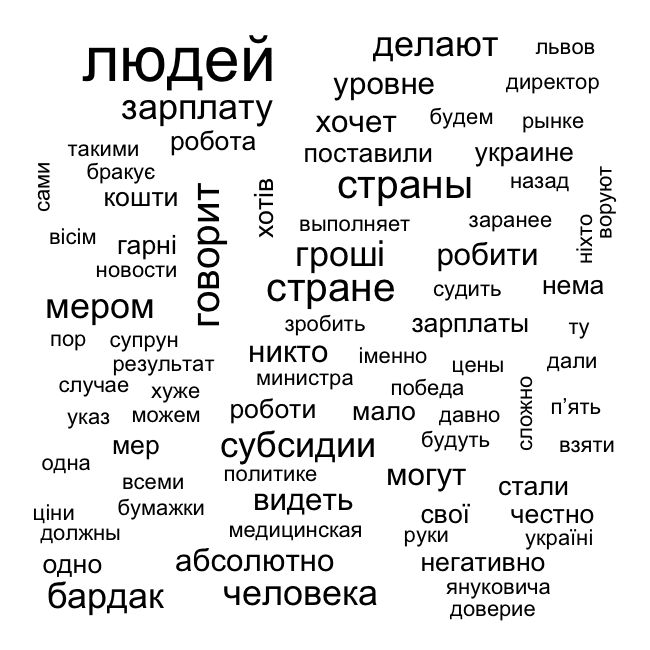 людей
делают
львов
уровне
директор
зарплату
хочет
будем
рынке
такими
робота
поставили
украине
сами
бракує
кошти
говорит
хотів
страны
назад
воруют
ніхто
выполняет
заранее
вісім
гарні
новости
гроші
робити
мером
стране
судить
нема
зробить
зарплаты
ту
пор
супрун
результат
никто
іменно
цены
дали
случае
хуже
министра
победа
сложно
указ
можем
роботи
мало
давно
п’ять
мер
субсидии
будуть
взяти
одна
всеми
политике
могут
стали
ціни
бумажки
видеть
свої
честно
должны
медицинская
руки
україні
одно
абсолютно
негативно
бардак
человека
януковича
доверие